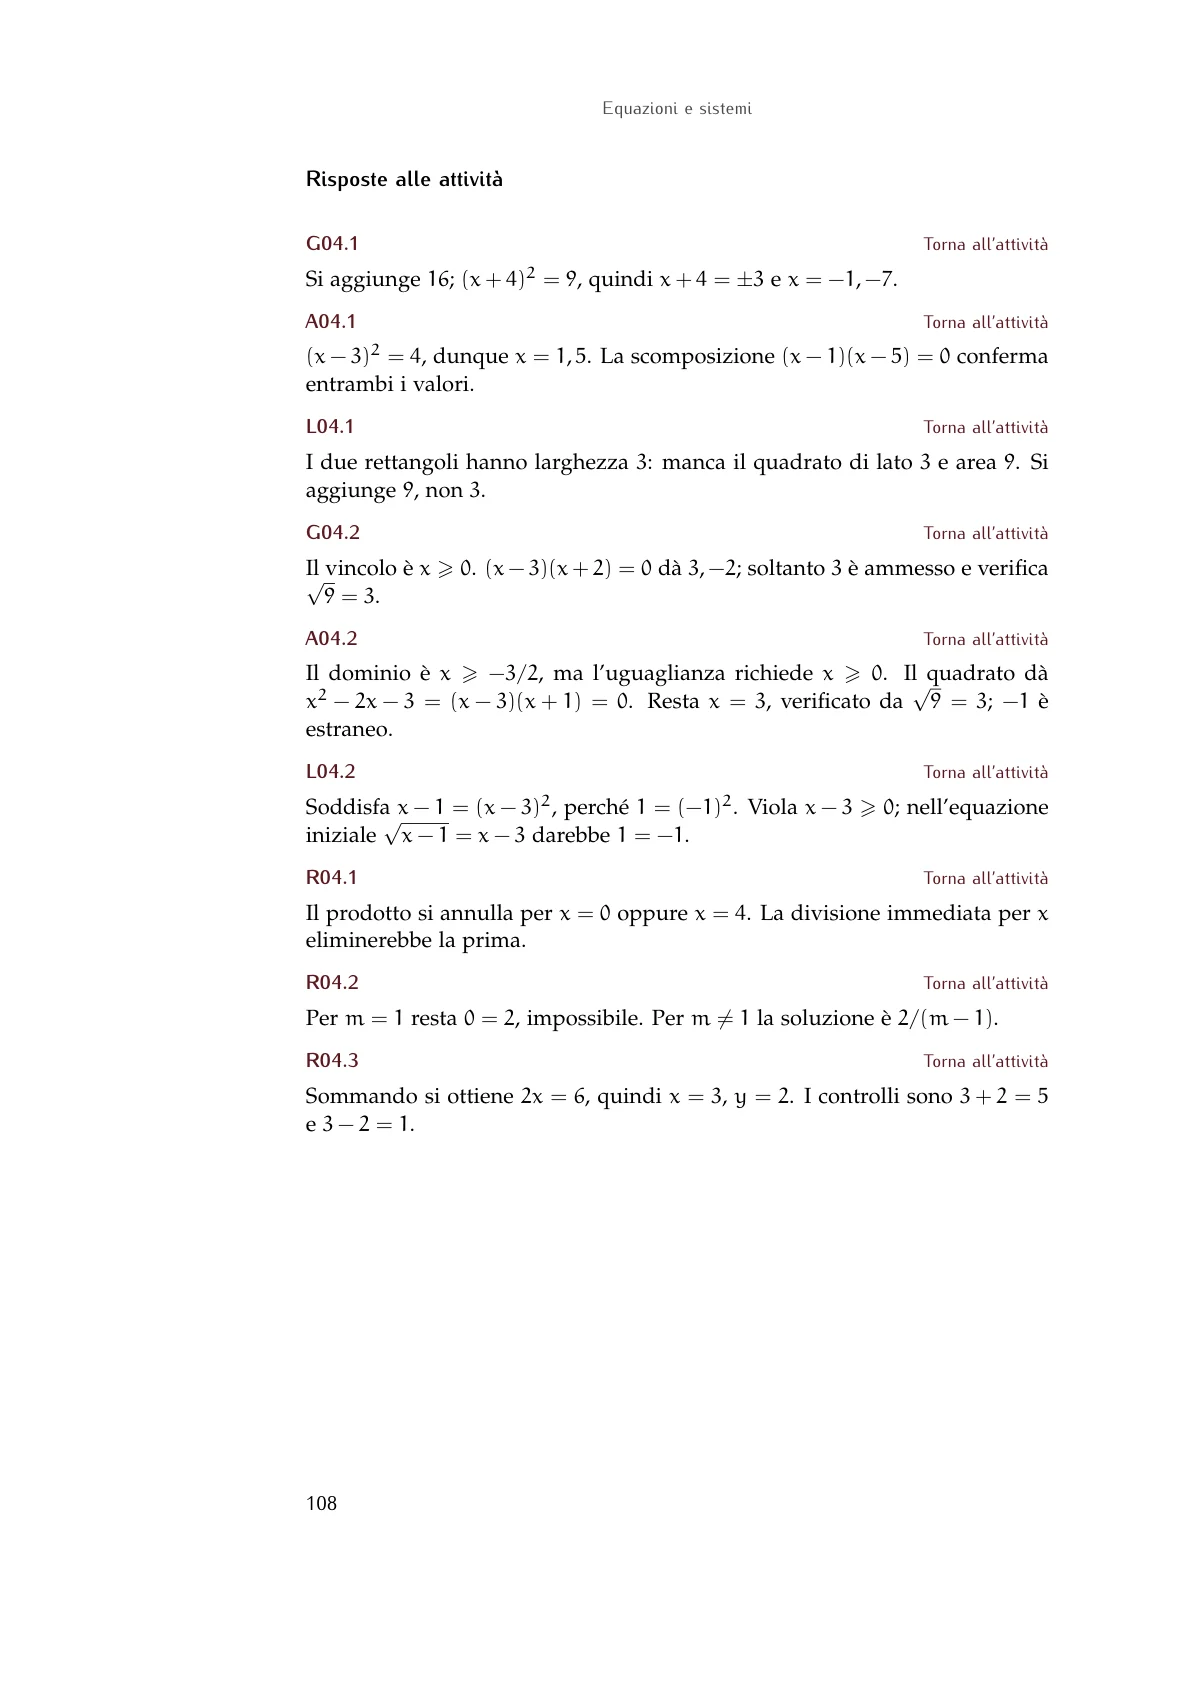 Equazioni e sistemi
Risposte alle attività
G04.1 Torna all'attività
Si aggiunge 16; (x + 4)² = 9, quindi x + 4 = ±3 e x = −1, −7.
A04.1 Torna all'attività
(x − 3)² = 4, dunque x = 1, 5. La scomposizione (x − 1)(x − 5) = 0 conferma
entrambi i valori.
L04.1 Torna all'attività
I due rettangoli hanno larghezza 3: manca il quadrato di lato 3 e area 9. Si
aggiunge 9, non 3.
G04.2 Torna all'attività
Il vincolo è x ⩾ 0. (x − 3)(x + 2) = 0 dà 3, −2; soltanto 3 è ammesso e verifica
√9 = 3.
A04.2 Torna all'attività
Il dominio è x ⩾ −3/2, ma l'uguaglianza richiede x ⩾ 0. Il quadrato dà
x² − 2x − 3 = (x − 3)(x + 1) = 0. Resta x = 3, verificato da √9 = 3; −1 è
estraneo.
L04.2 Torna all'attività
Soddisfa x − 1 = (x − 3)², perché 1 = (−1)². Viola x − 3 ⩾ 0; nell'equazione
iniziale √(x − 1) = x − 3 darebbe 1 = −1.
R04.1 Torna all'attività
Il prodotto si annulla per x = 0 oppure x = 4. La divisione immediata per x
eliminerebbe la prima.
R04.2 Torna all'attività
Per m = 1 resta 0 = 2, impossibile. Per m ≠ 1 la soluzione è 2/(m − 1).
R04.3 Torna all'attività
Sommando si ottiene 2x = 6, quindi x = 3, y = 2. I controlli sono 3 + 2 = 5
e 3 − 2 = 1.
108